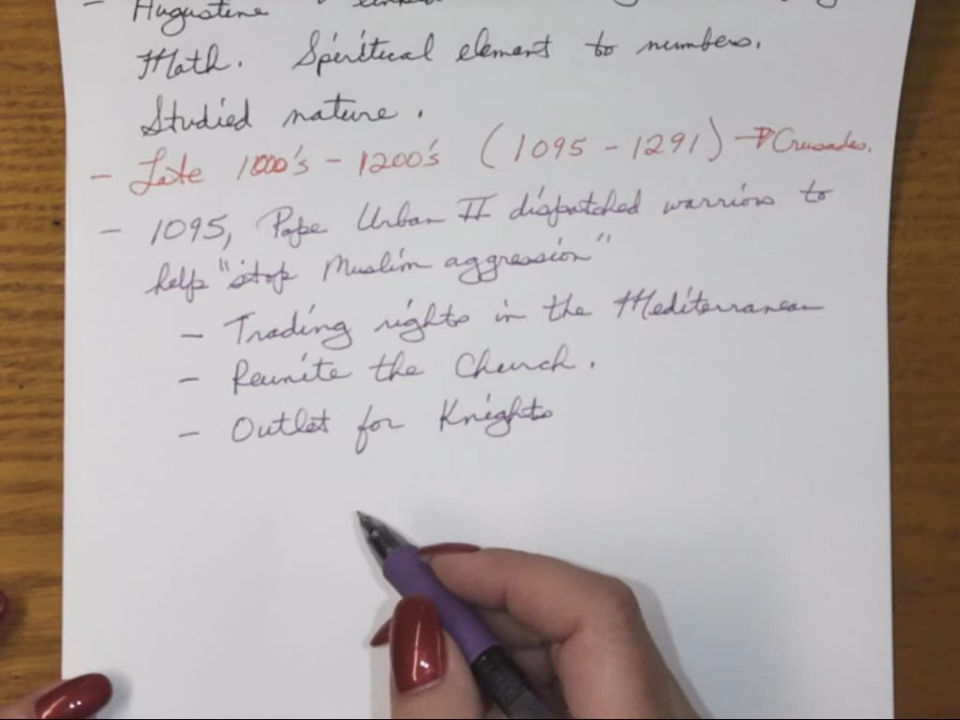 - Augustine
Math. Spiritual element to numbers.
Studied nature.
- Late 1000's - 1200's (1095 - 1291) → Crusades.
- 1095, Pope Urban II dispatched warriors to
help "stop Muslim aggression"
- Trading rights in the Mediterranean
- Reunite the Church.
- Outlet for Knights